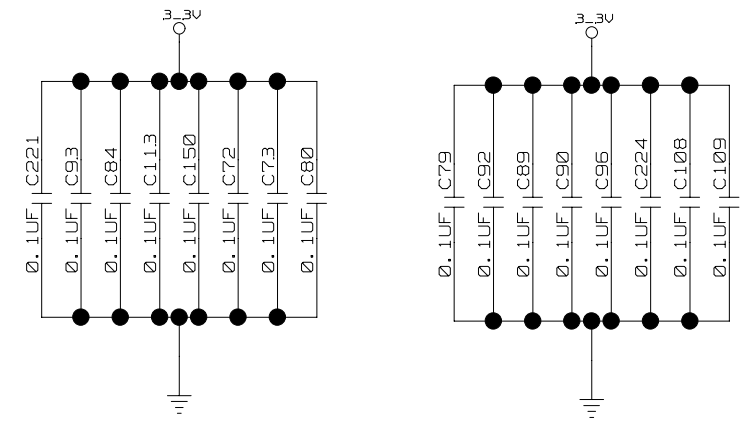 3_3V
C221 0.1UF
C93 0.1UF
C84 0.1UF
C113 0.1UF
C150 0.1UF
C72 0.1UF
C73 0.1UF
C80 0.1UF
3_3V
C79 0.1UF
C92 0.1UF
C89 0.1UF
C90 0.1UF
C96 0.1UF
C224 0.1UF
C108 0.1UF
C109 0.1UF